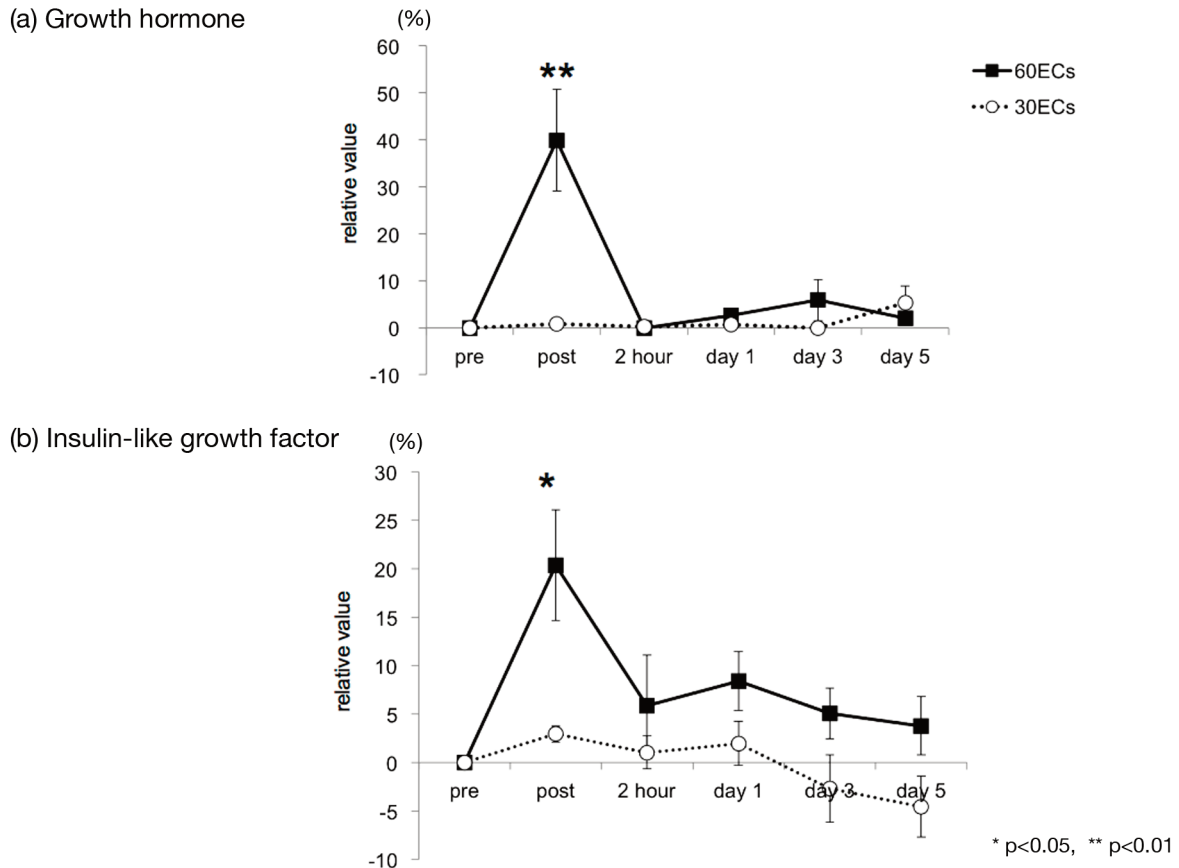 (a) Growth hormone
(%)
60
50
40
30
20
10
0
-10
relative value
**
60ECs
30ECs
pre post 2 hour day 1 day 3 day 5
(b) Insulin-like growth factor
(%)
30
25
20
15
10
5
0
-5
-10
relative value
*
pre post 2 hour day 1 day 3 day 5
* p<0.05, ** p<0.01